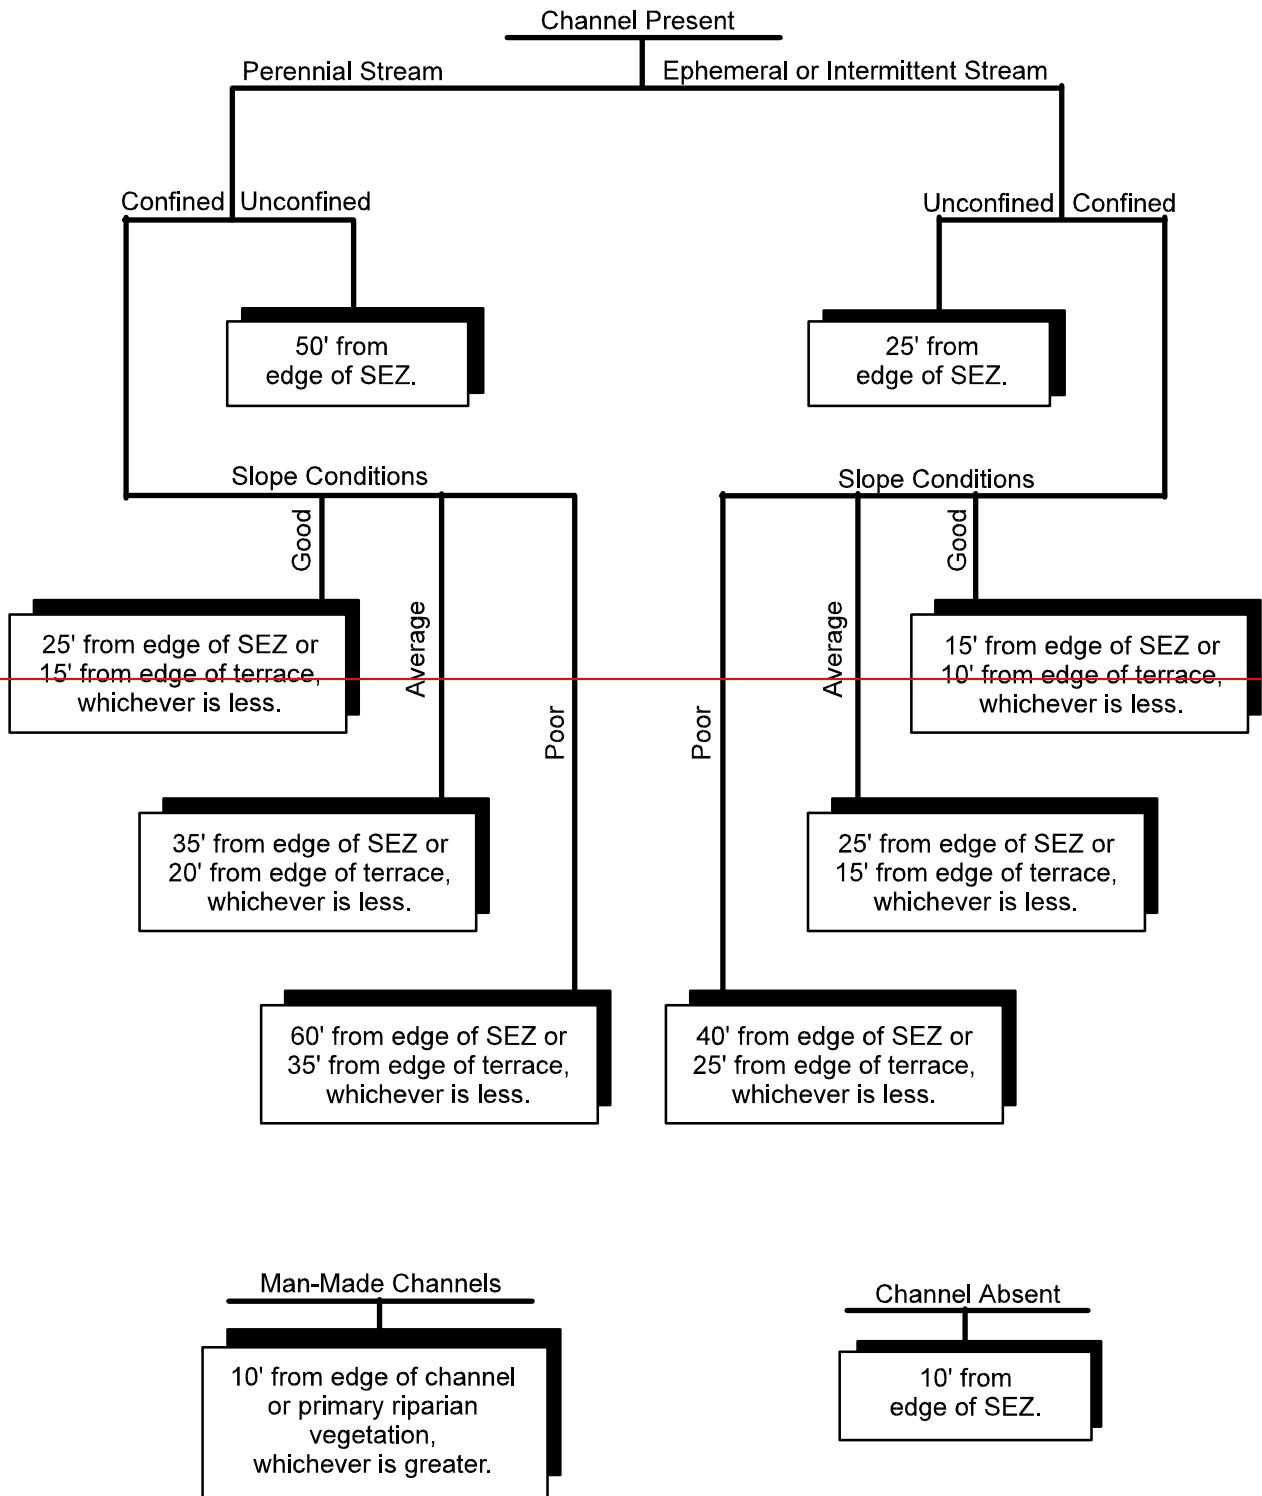 Channel Present
Perennial Stream
Ephemeral or Intermittent Stream
Confined
Unconfined
Unconfined
Confined
50' from
edge of SEZ.
25' from
edge of SEZ.
Slope Conditions
Slope Conditions
Good
Average
Poor
Poor
Average
Good
25' from edge of SEZ or
15' from edge of terrace,
whichever is less.
15' from edge of SEZ or
10' from edge of terrace,
whichever is less.
35' from edge of SEZ or
20' from edge of terrace,
whichever is less.
25' from edge of SEZ or
15' from edge of terrace,
whichever is less.
60' from edge of SEZ or
35' from edge of terrace,
whichever is less.
40' from edge of SEZ or
25' from edge of terrace,
whichever is less.
Man-Made Channels
10' from edge of channel
or primary riparian
vegetation,
whichever is greater.
Channel Absent
10' from
edge of SEZ.